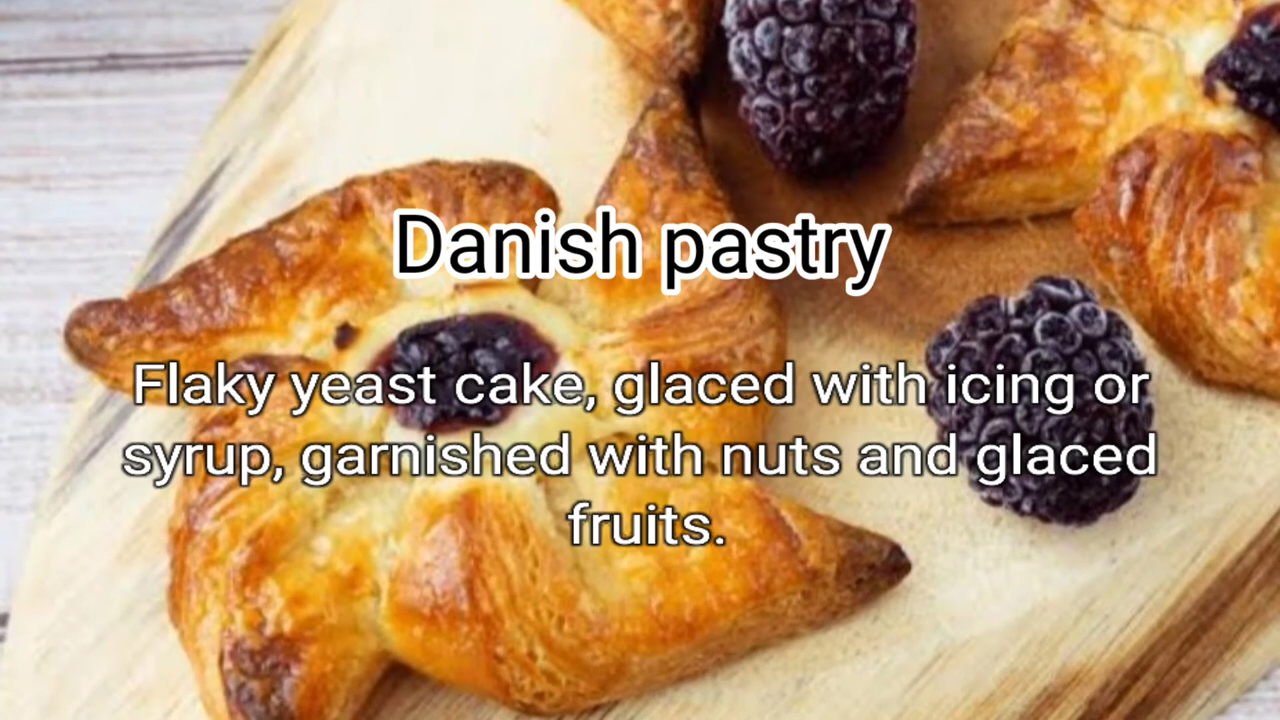 Danish pastry
Flaky yeast cake, glaced with icing or
syrup, garnished with nuts and glaced
fruits.